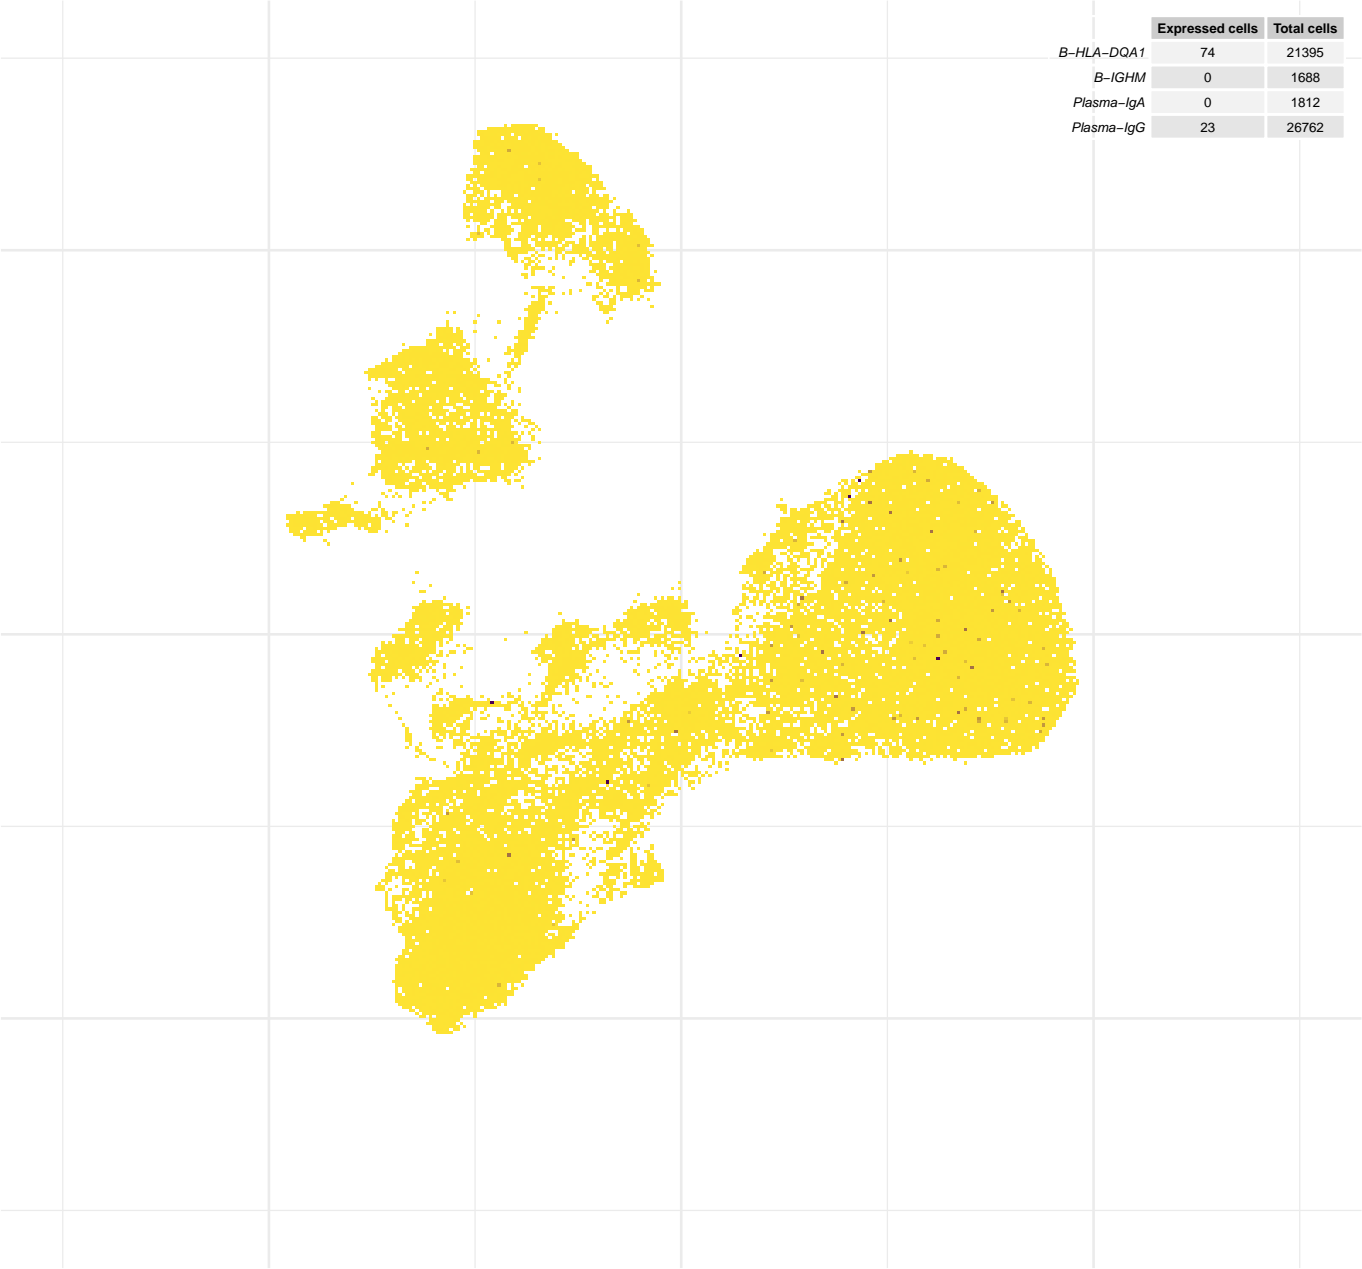 Expressed cells Total cells
B−HLA−DQA1 74 21395
B−IGHM 0 1688
Plasma−IgA 0 1812
Plasma−IgG 23 26762